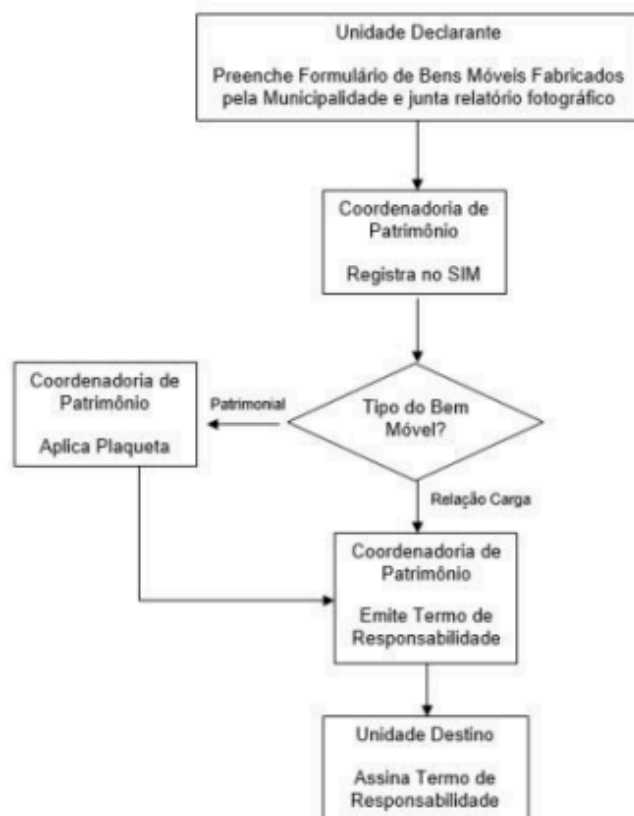 Unidade Declarante
Preenche Formulário de Bens Móveis Fabricados
pela Municipalidade e junta relatório fotográfico
Coordenadoria de
Patrimônio
Registra no SIM
Tipo do Bem
Móvel?
Patrimonial
Coordenadoria de
Patrimônio
Aplica Plaqueta
Relação Carga
Coordenadoria de
Patrimônio
Emite Termo de
Responsabilidade
Unidade Destino
Assina Termo de
Responsabilidade